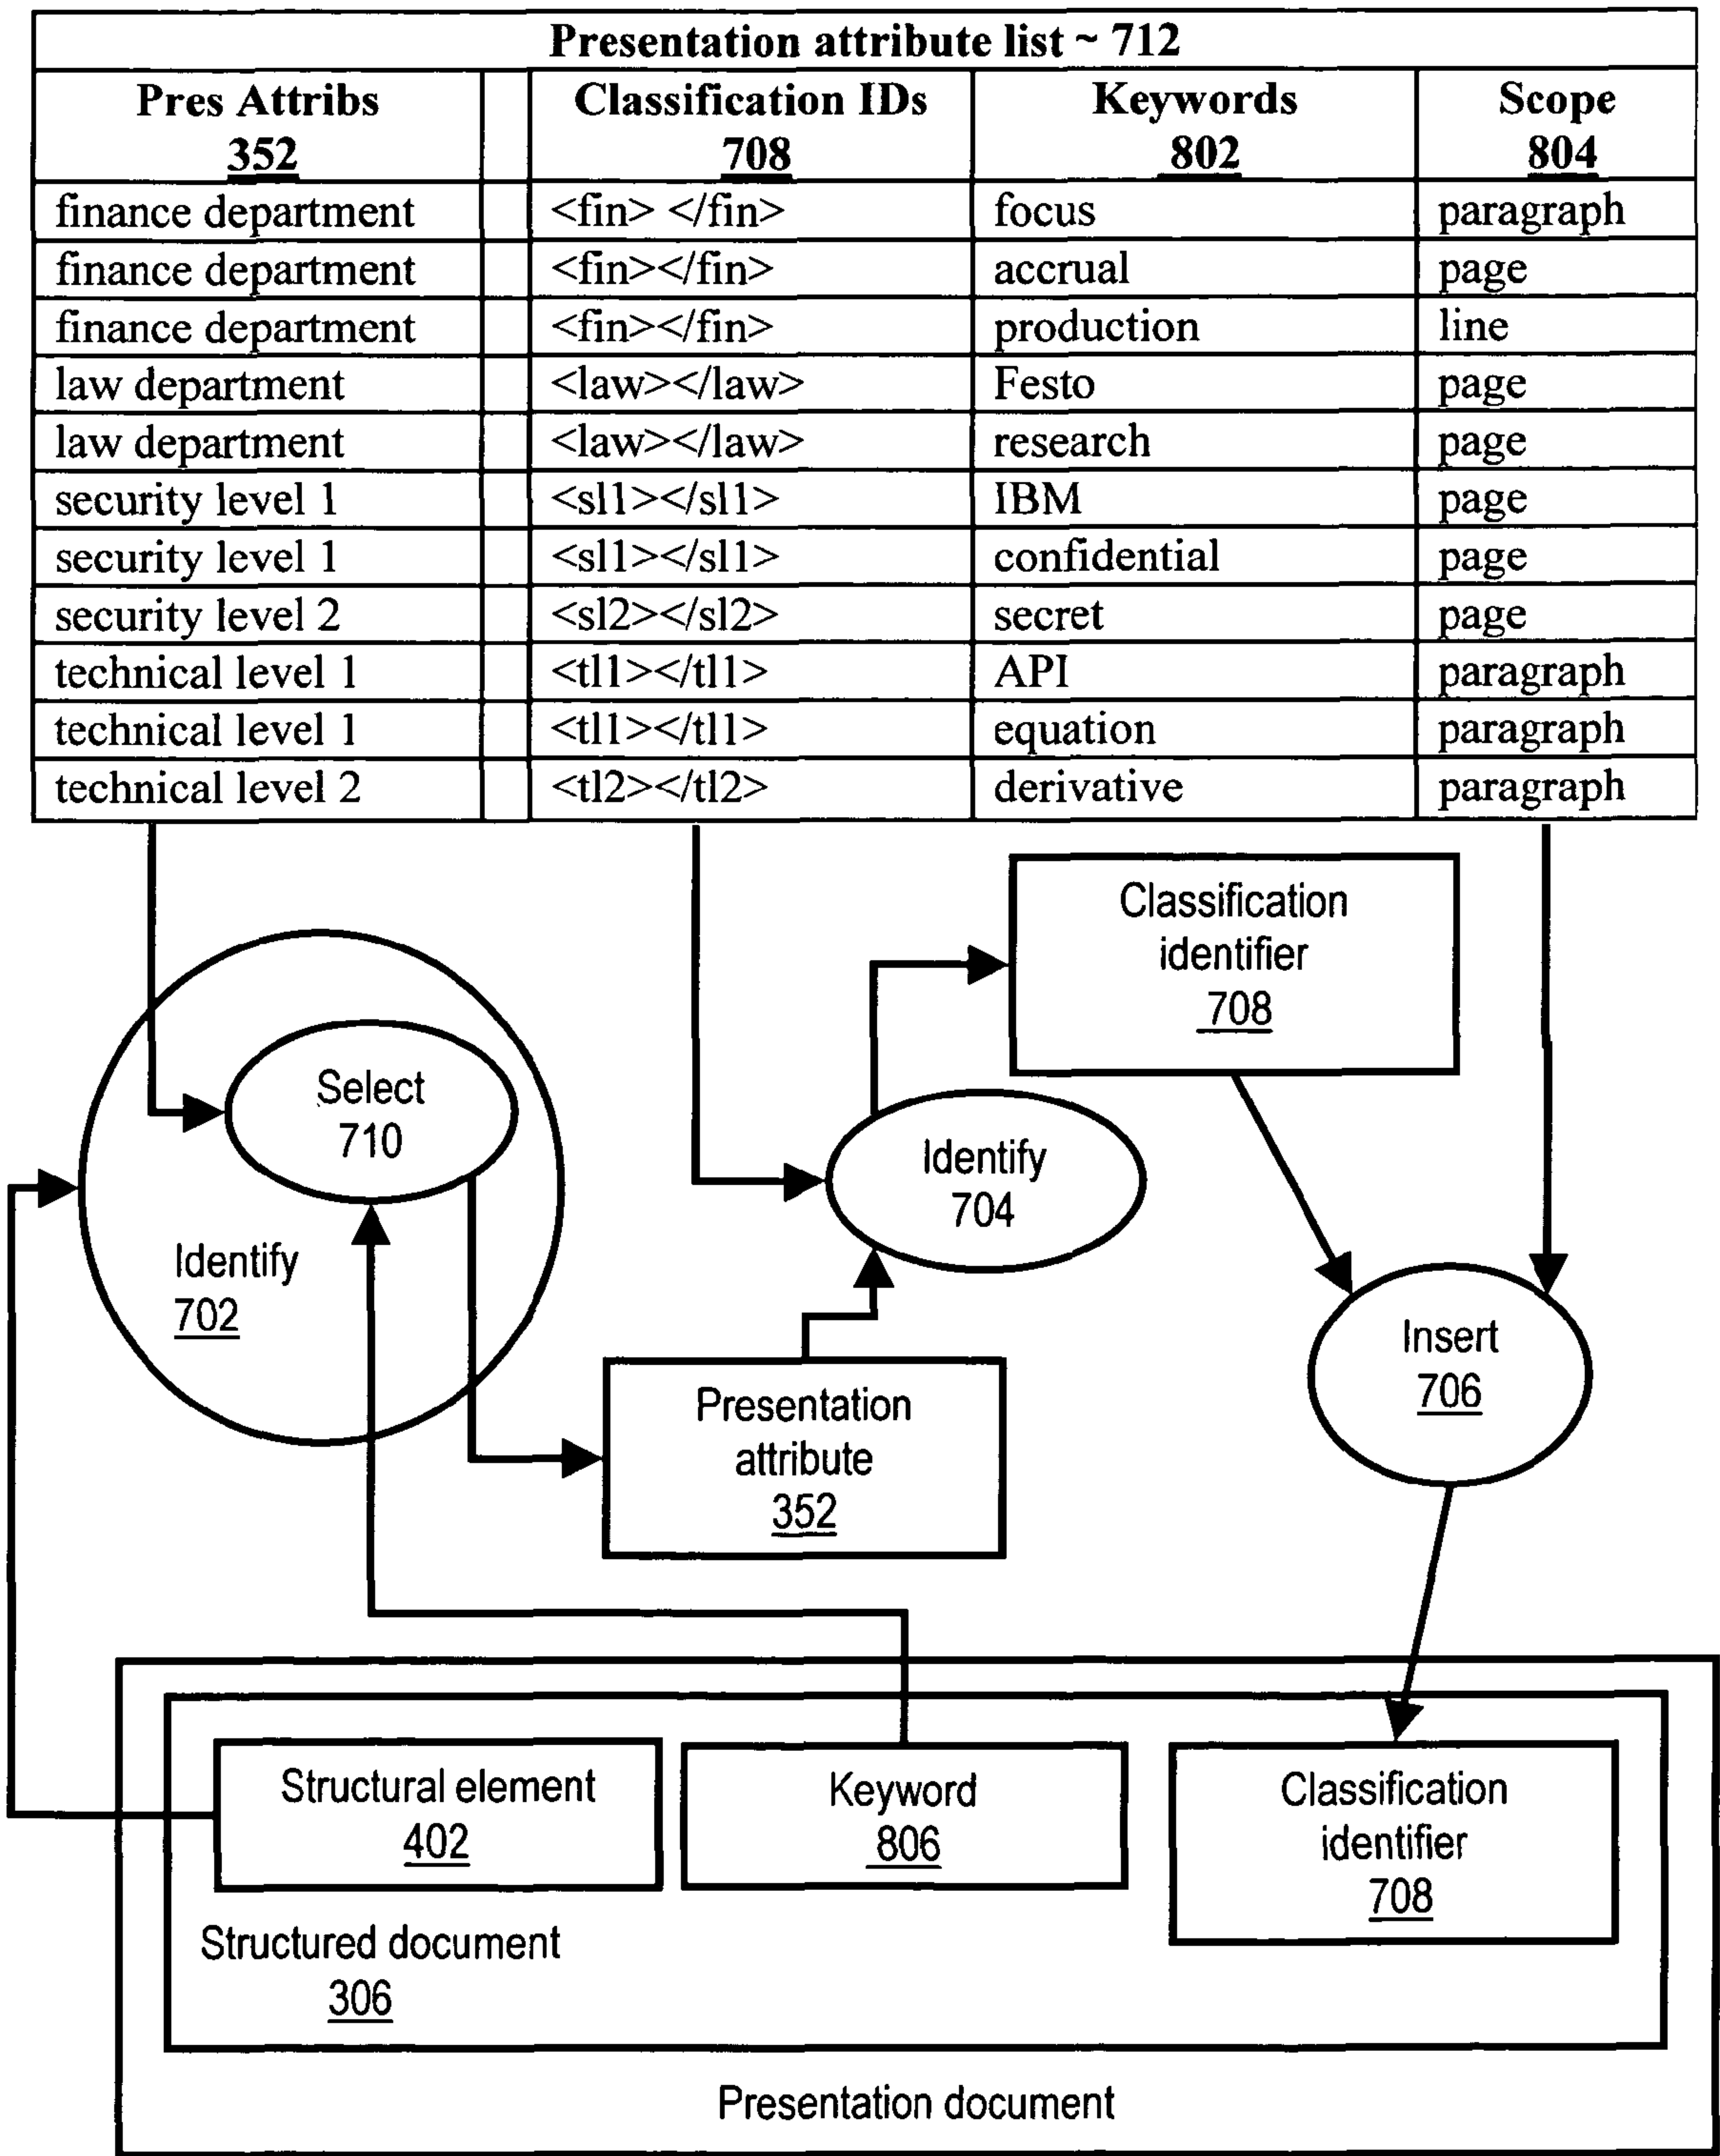 Presentation attribute list ~ 712
Pres Attribs Classification IDs Keywords Scope
352 708 802 804
finance department <fin> </fin> focus paragraph
finance department <fin></fin> accrual page
finance department <fin></fin> production line
law department <law></law> Festo page
law department <law></law> research page
security level 1 <sl1></sl1> IBM page
security level 1 <sl1></sl1> confidential page
security level 2 <sl2></sl2> secret page
technical level 1 <tl1></tl1> API paragraph
technical level 1 <tl1></tl1> equation paragraph
technical level 2 <tl2></tl2> derivative paragraph
Classification
identifier
708
Select
710
Identify
704
Identify
702
Insert
706
Presentation
attribute
352
Structural element
402
Keyword
806
Classification
identifier
708
Structured document
306
Presentation document